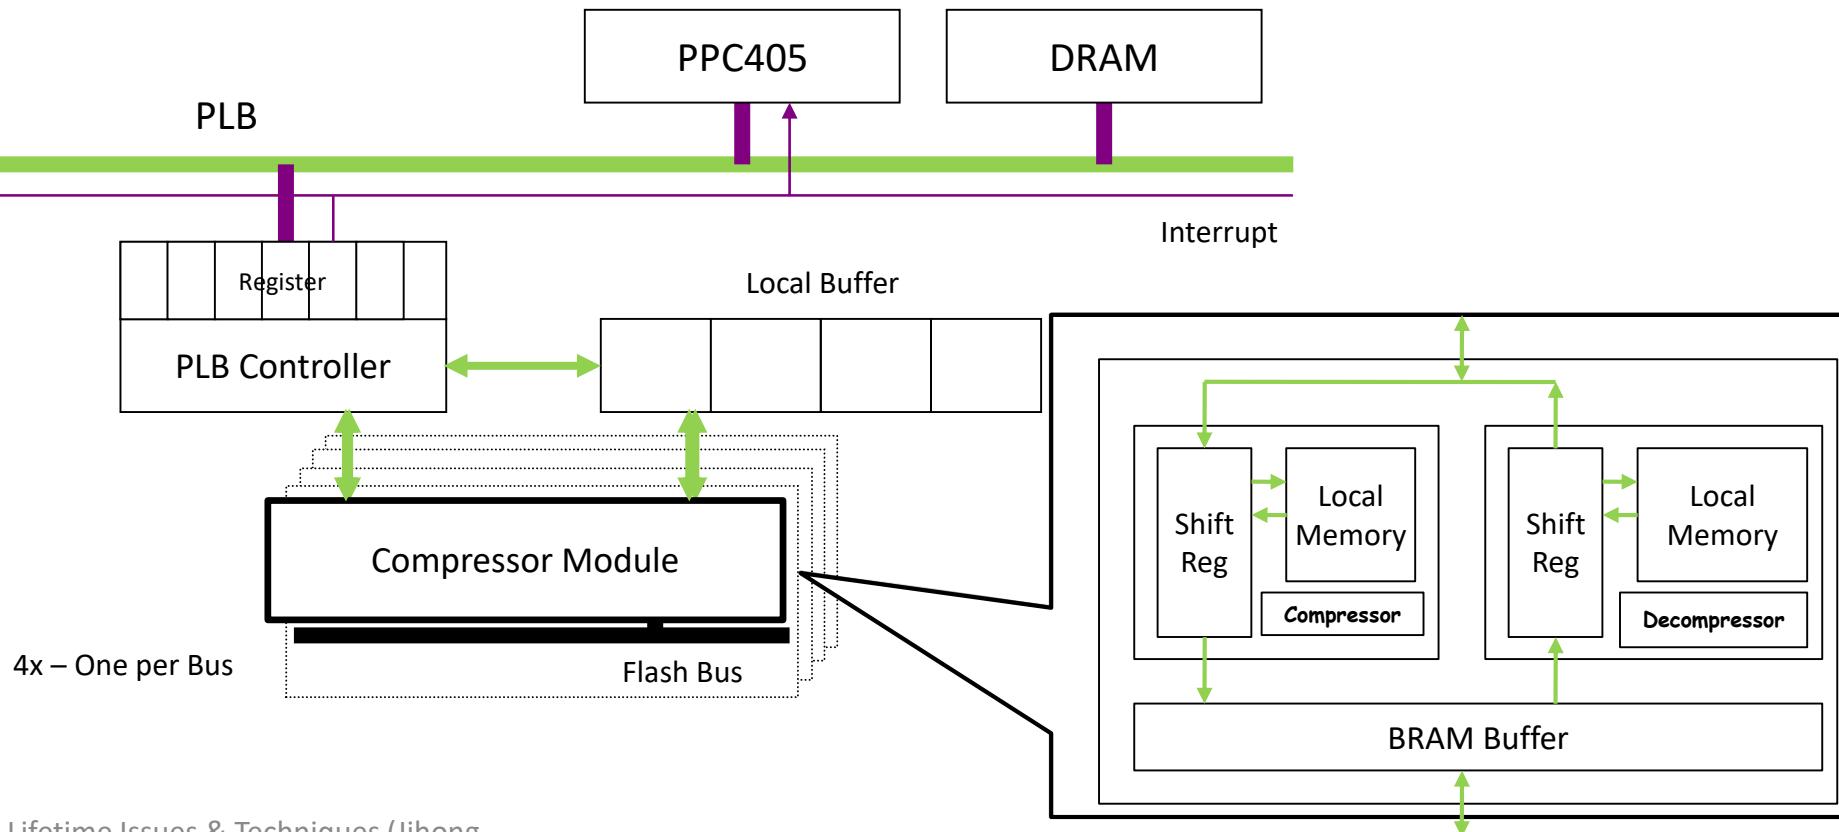 PPC405
DRAM
PLB
Interrupt
Register
Local Buffer
PLB Controller
Compressor Module
4x – One per Bus
Flash Bus
Shift
Reg
Local
Memory
Compressor
Shift
Reg
Local
Memory
Decompressor
BRAM Buffer
Lifetime Issues & Techniques (Jihong